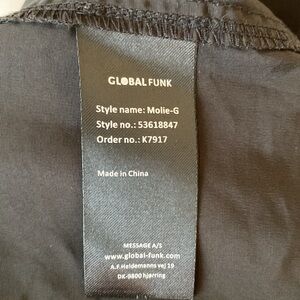 GLOBAL FUNK
Style name: Molie-G
Style no.: 53618847
Order no.: K7917
Made in China
MESSAGE A/S
www.global-funk.com
A.F.Heidemanns vej 19
DK-9800 hjørring